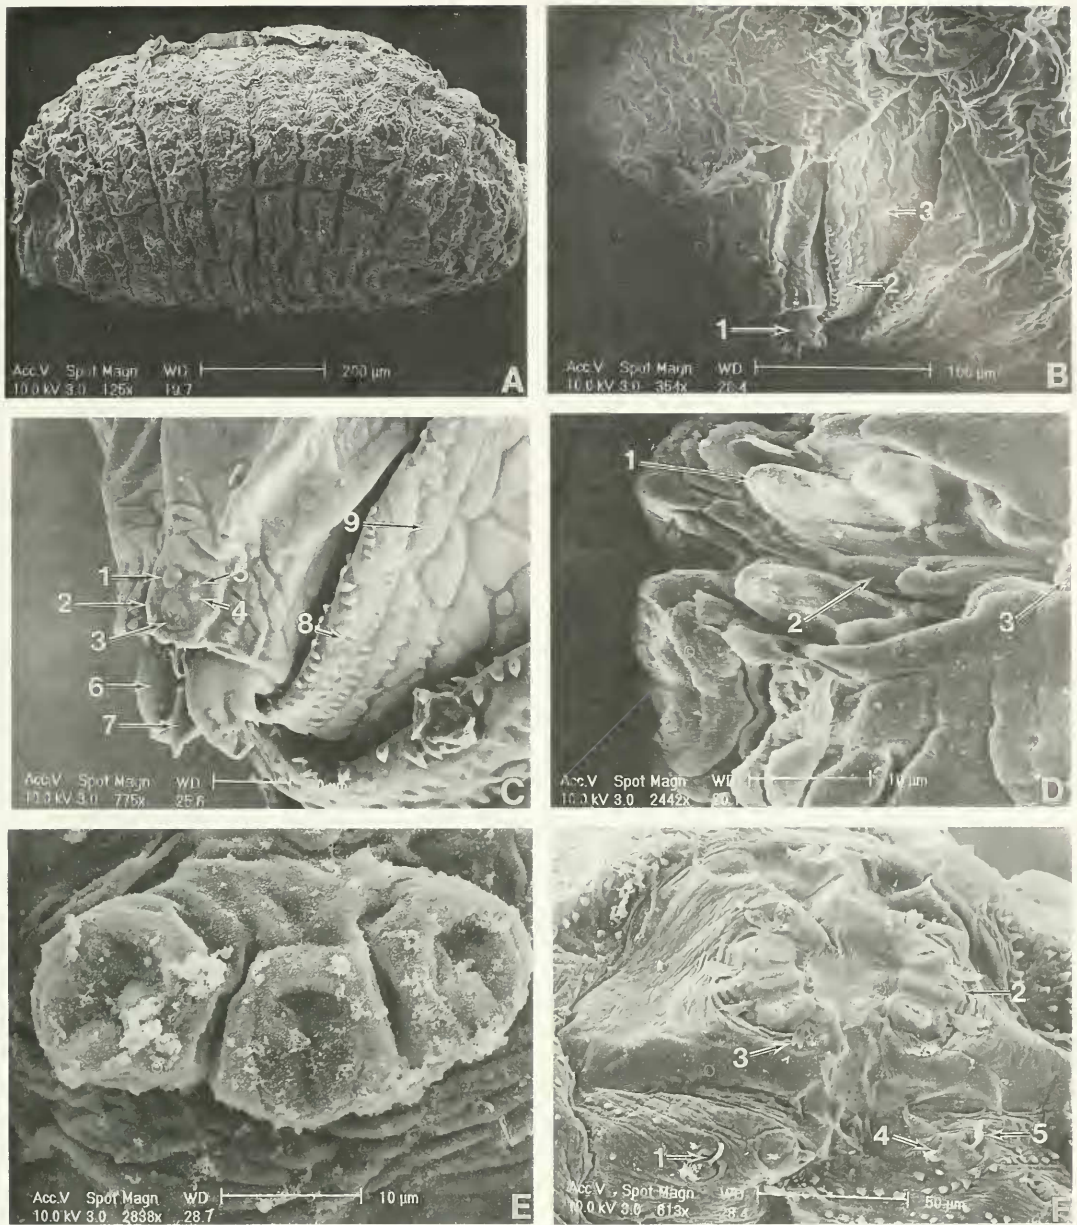 Acc.V Spot Magn WD 200 µm
10.0 kV 3.0 125x 19.7
A
3
2
1
Acc.V Spot Magn WD 100 µm
10.0 kV 3.0 354x
B
9
1 5
2
4
3
8
6
7
Acc.V Spot Magn WD
10.0 kV 3.0 775x 25.6
C
1
2
3
Acc.V Spot Magn WD 10 µm
10.0 kV 3.0 2442x
D
Acc.V Spot Magn WD 10 µm
10.0 kV 3.0 2838x 28.7
E
2
3
4 5
1
Acc.V Spot Magn WD 50 µm
10.0 kV 3.0 613x 28.4
F